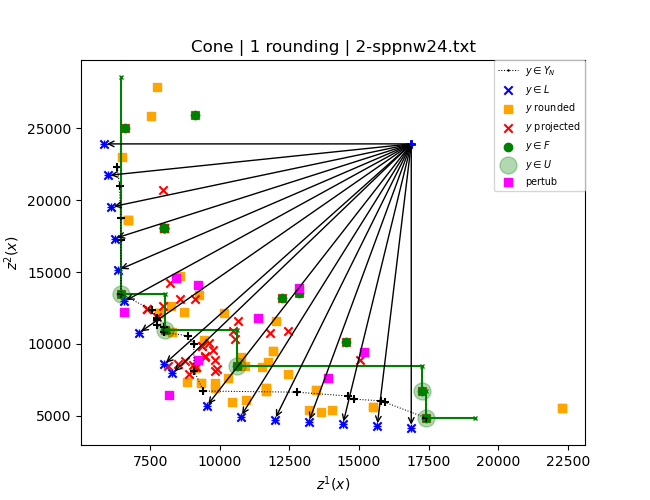 Cone | 1 rounding | 2-sppnw24.txt
y ∈ Y_N
y ∈ L
y rounded
y projected
y ∈ F
y ∈ U
pertub
25000
20000
15000
10000
5000
z²(x)
7500 10000 12500 15000 17500 20000 22500
z¹(x)